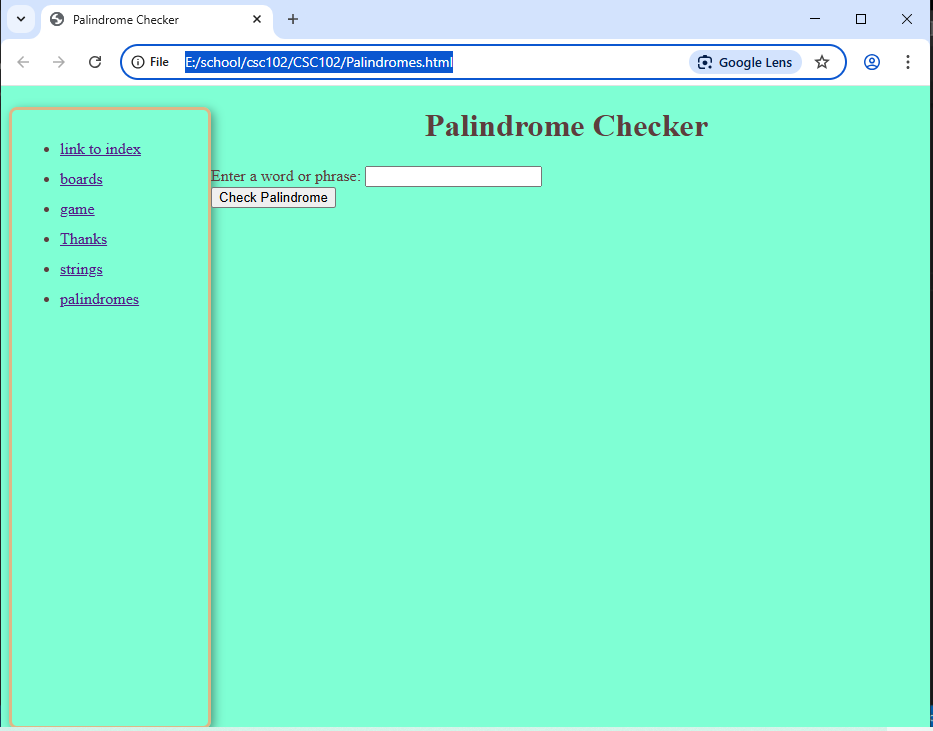 Palindrome Checker
File E:/school/csc102/CSC102/Palindromes.html Google Lens
Palindrome Checker
link to index
boards
game
Thanks
strings
palindromes
Enter a word or phrase:
Check Palindrome